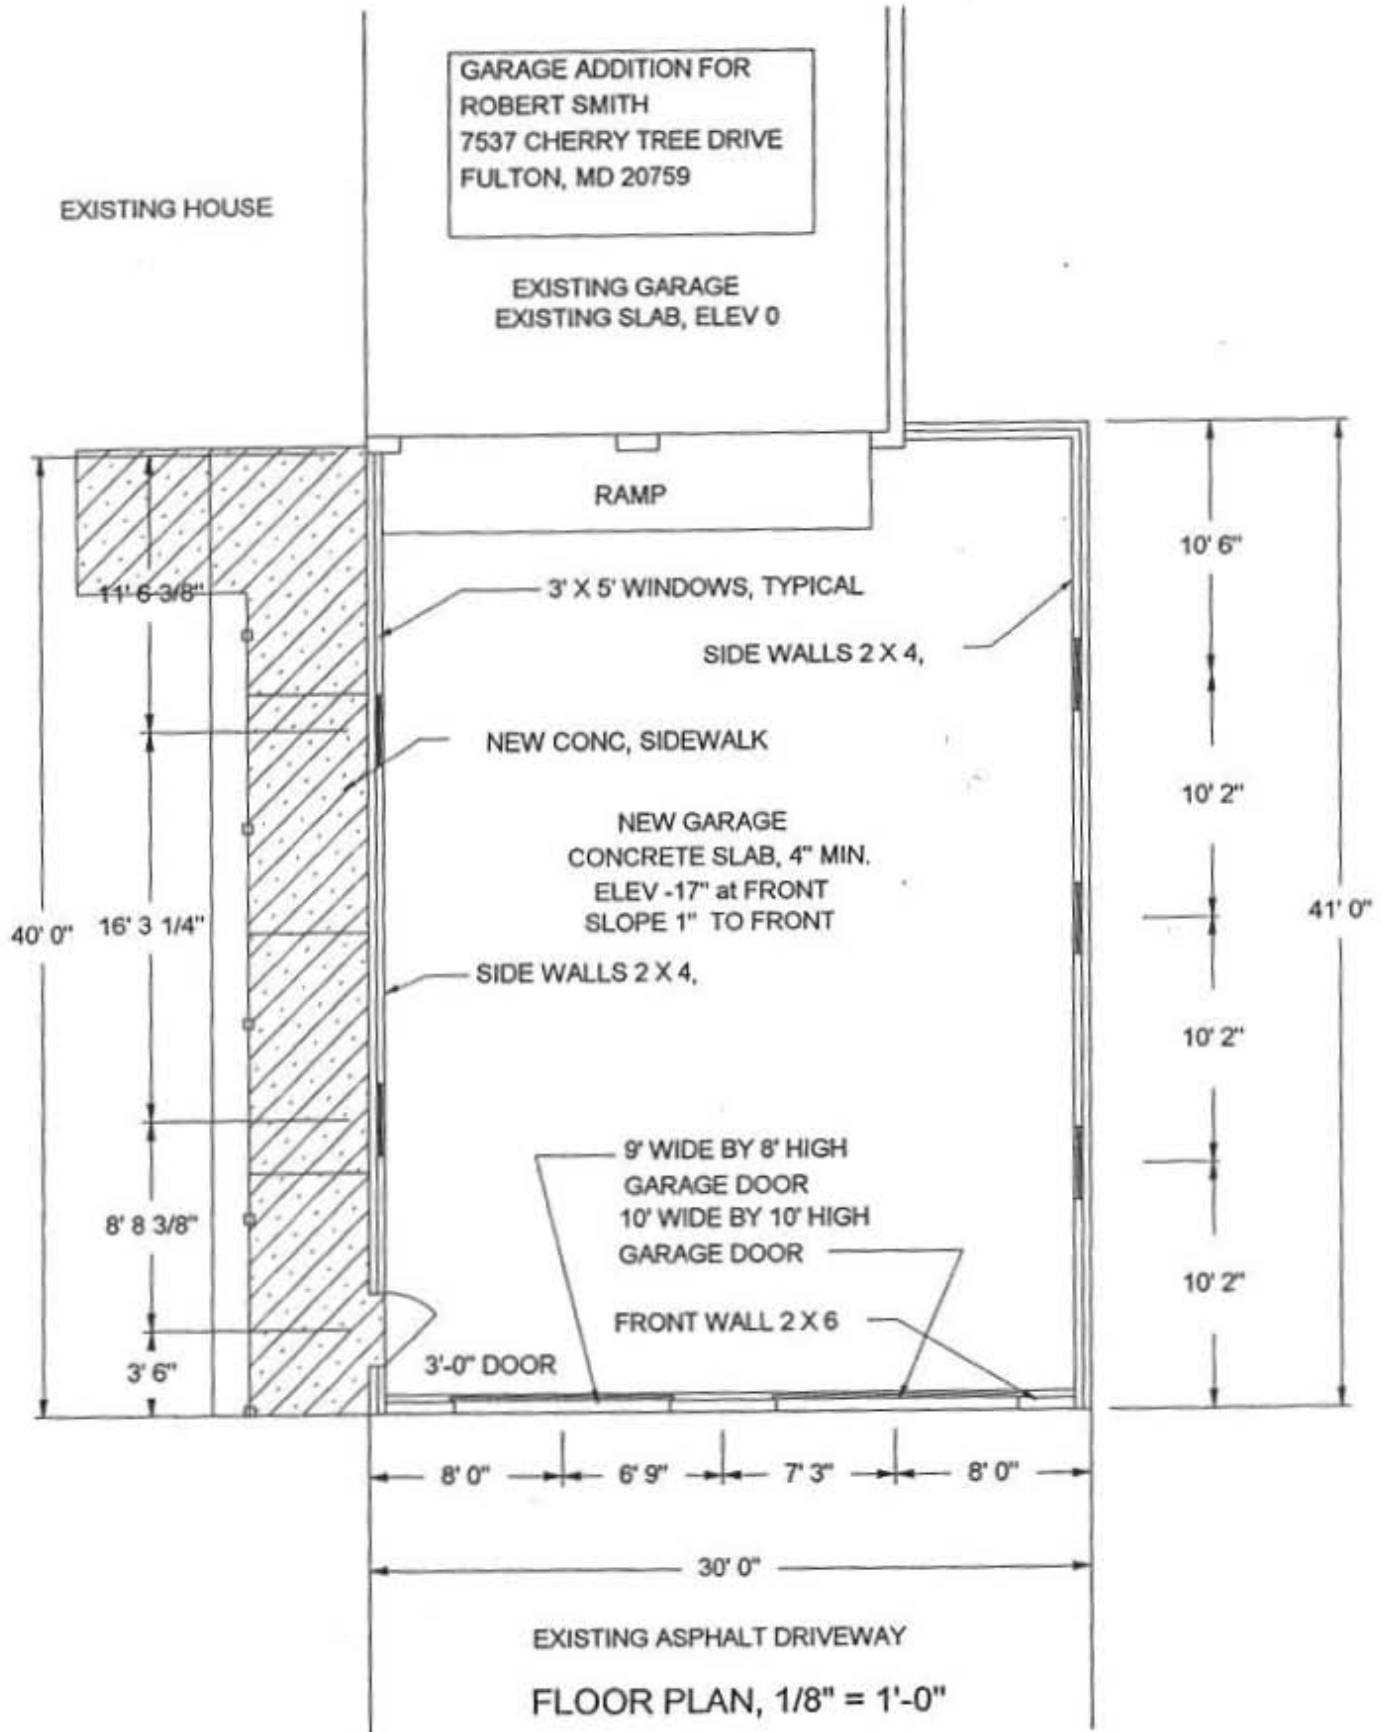 GARAGE ADDITION FOR
ROBERT SMITH
7537 CHERRY TREE DRIVE
FULTON, MD 20759
EXISTING HOUSE
EXISTING GARAGE
EXISTING SLAB, ELEV 0
RAMP
10' 6"
11' 6-3/8"
3' X 5' WINDOWS, TYPICAL
SIDE WALLS 2 X 4,
NEW CONC, SIDEWALK
10' 2"
NEW GARAGE
CONCRETE SLAB, 4" MIN.
ELEV -17" at FRONT
SLOPE 1" TO FRONT
40' 0"
16' 3 1/4"
41' 0"
SIDE WALLS 2 X 4,
10' 2"
9' WIDE BY 8' HIGH
GARAGE DOOR
10' WIDE BY 10' HIGH
GARAGE DOOR
8' 8 3/8"
10' 2"
FRONT WALL 2 X 6
3' 6"
3'-0" DOOR
8' 0"
6' 9"
7' 3"
8' 0"
30' 0"
EXISTING ASPHALT DRIVEWAY
FLOOR PLAN, 1/8" = 1'-0"